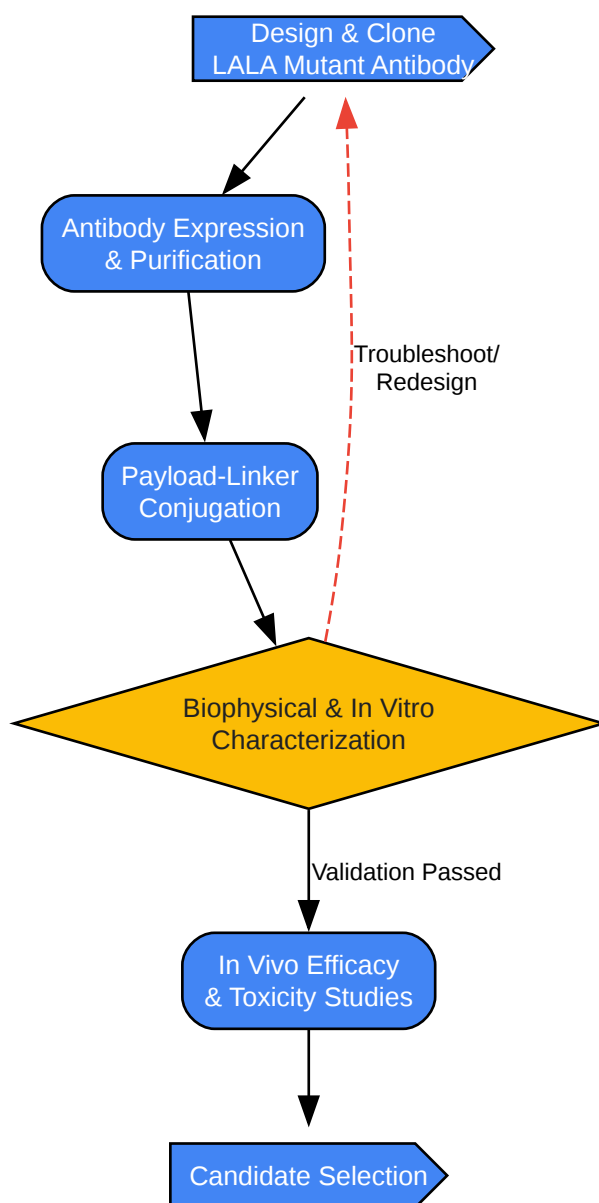 Design & Clone
LALA Mutant Antibody
Antibody Expression
& Purification
Troubleshoot/
Redesign
Payload-Linker
Conjugation
Biophysical & In Vitro
Characterization
Validation Passed
In Vivo Efficacy
& Toxicity Studies
Candidate Selection